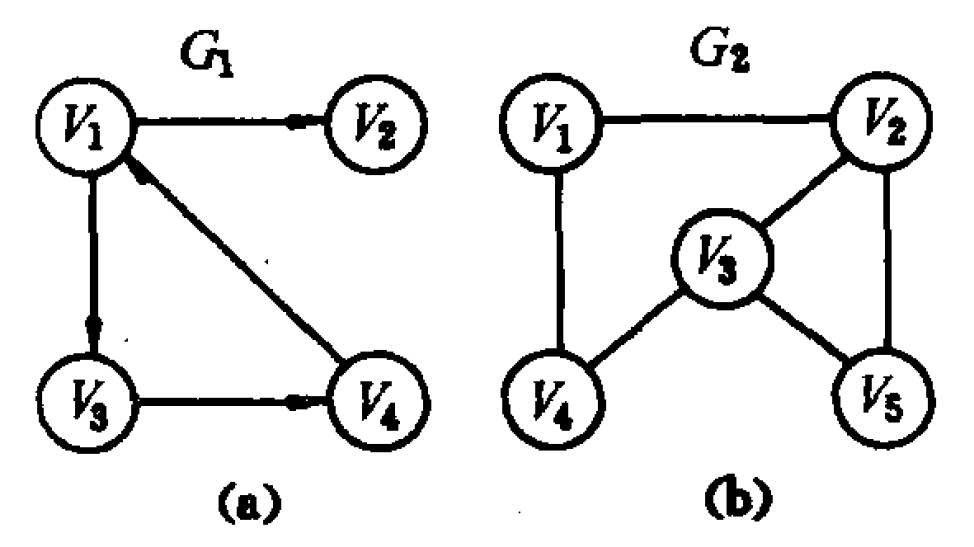 G₁ G₂
V₁ V₂ V₁ V₂
V₃
V₃ V₄ V₄ V₅
(a) (b)